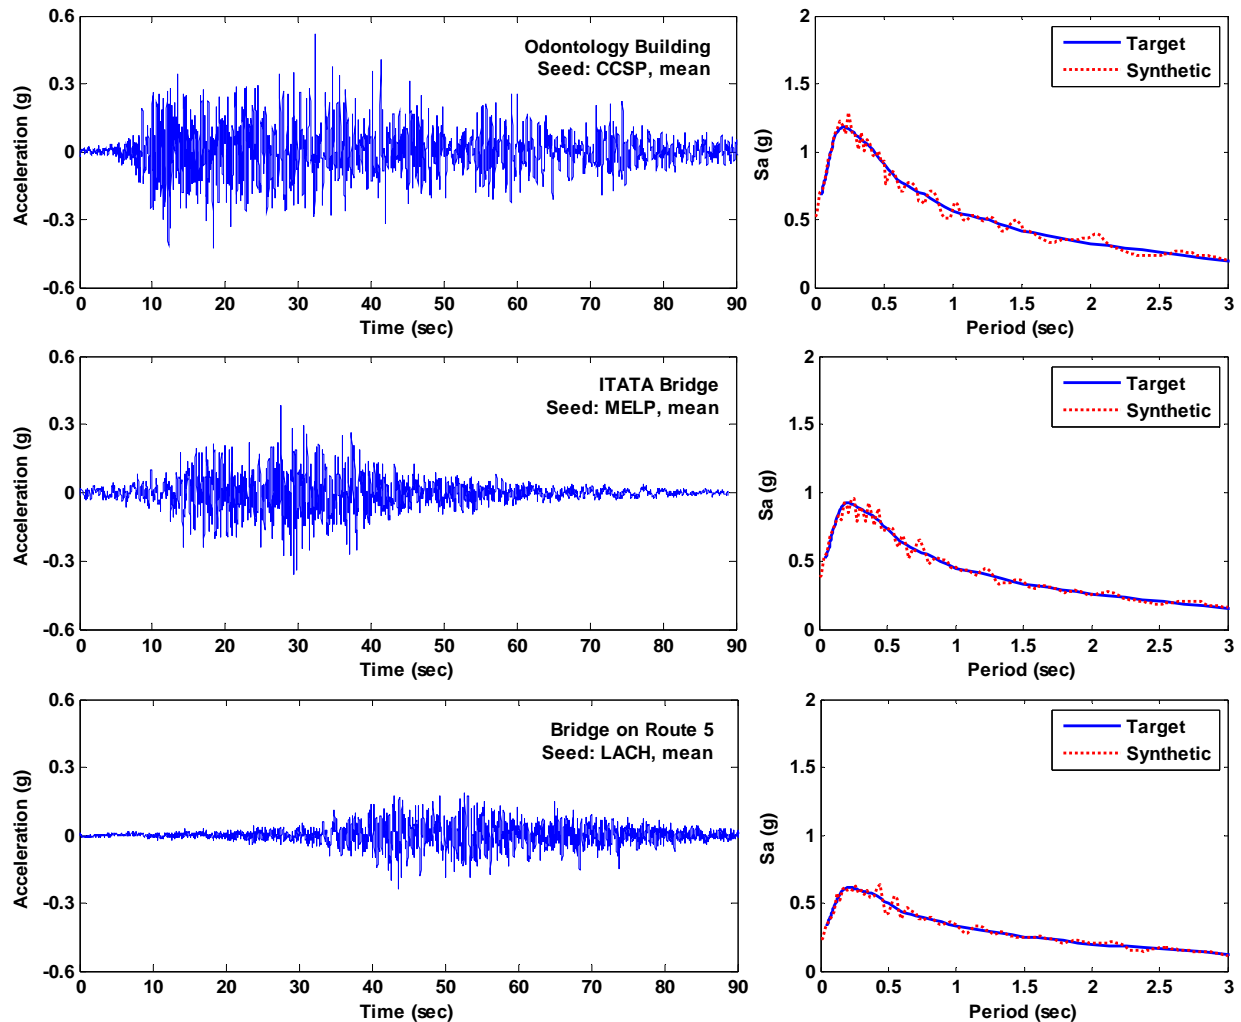 0.6
0.3
0
-0.3
-0.6
Acceleration (g)
Odontology Building
Seed: CCSP, mean
0 10 20 30 40 50 60 70 80 90
Time (sec)
2
1.5
1
0.5
0
Sa (g)
Target
Synthetic
0 0.5 1 1.5 2 2.5 3
Period (sec)
0.6
0.3
0
-0.3
-0.6
Acceleration (g)
ITATA Bridge
Seed: MELP, mean
0 10 20 30 40 50 60 70 80 90
Time (sec)
2
1.5
1
0.5
0
Sa (g)
Target
Synthetic
0 0.5 1 1.5 2 2.5 3
Period (sec)
0.6
0.3
0
-0.3
-0.6
Acceleration (g)
Bridge on Route 5
Seed: LACH, mean
0 10 20 30 40 50 60 70 80 90
Time (sec)
2
1.5
1
0.5
0
Sa (g)
Target
Synthetic
0 0.5 1 1.5 2 2.5 3
Period (sec)